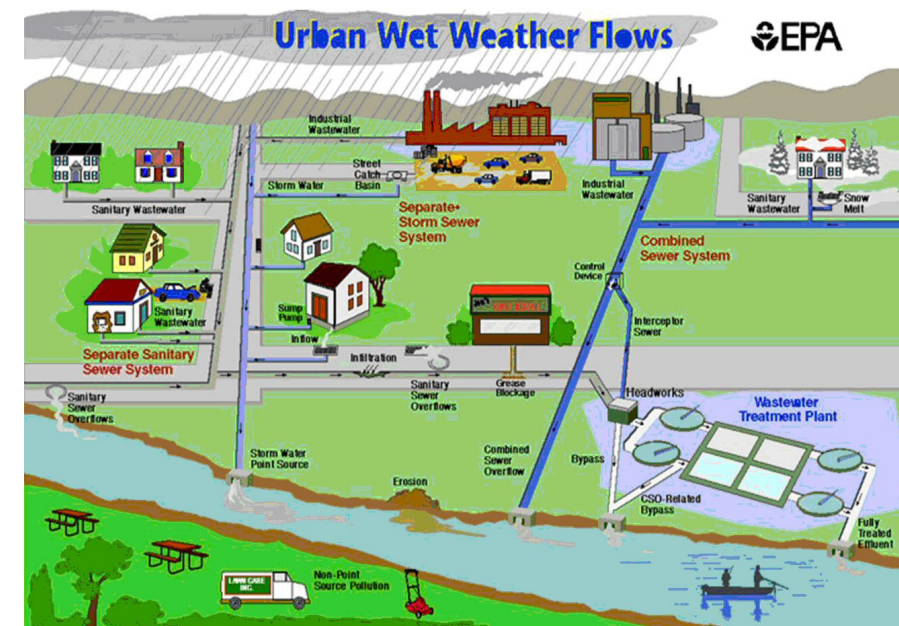 Urban Wet Weather Flows
EPA
Industrial
Wastewater
Street
Catch
Basin
Storm Water
Sanitary Wastewater
Separate
Storm Sewer
System
Industrial
Wastewater
Sanitary
Wastewater
Snow
Melt
Combined
Sewer System
Control
Device
Sump
Pump
Sanitary
Wastewater
Interceptor
Sewer
Inflow
Separate Sanitary
Sewer System
Infiltration
Sanitary
Sewer
Overflows
Grease
Blockage
Headworks
Sanitary
Sewer
Overflows
Wastewater
Treatment Plant
Storm Water
Point Source
Combined
Sewer
Overflow
Bypass
Erosion
CSO-Related
Bypass
Fully
Treated
Effluent
LAWN CARE
INC.
Non-Point
Source Pollution